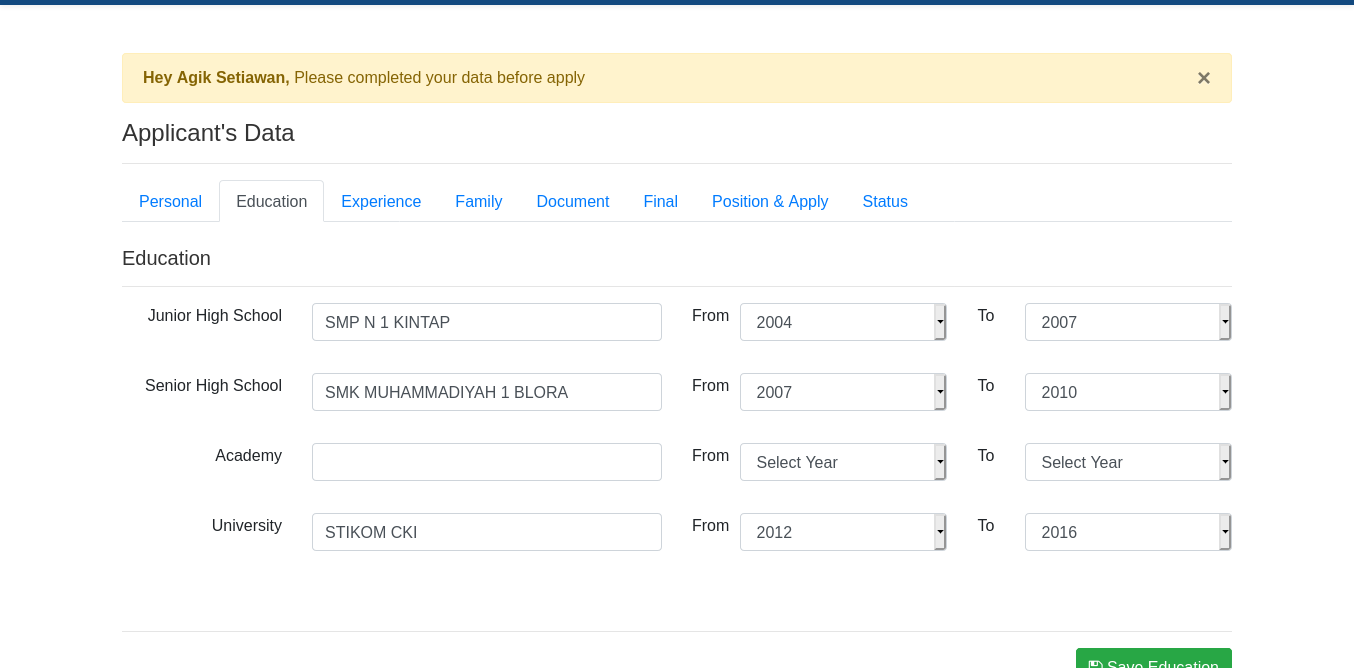 Hey Agik Setiawan, Please completed your data before apply ×
Applicant's Data
Personal Education Experience Family Document Final Position & Apply Status
Education
Junior High School SMP N 1 KINTAP From 2004 To 2007
Senior High School SMK MUHAMMADIYAH 1 BLORA From 2007 To 2010
Academy From Select Year To Select Year
University STIKOM CKI From 2012 To 2016
Save Education